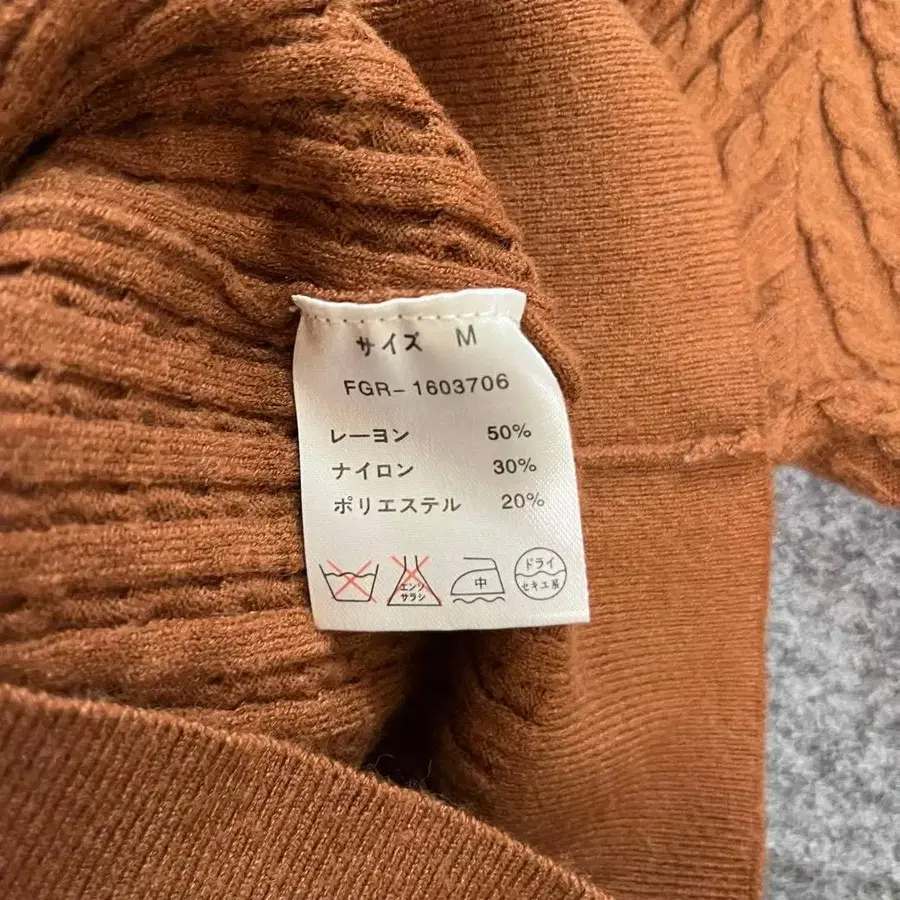 サイズ M
FGR-1603706
レーヨン 50%
ナイロン 30%
ポリエステル 20%
エンソ
サラシ
中
ドライ
セキユ系